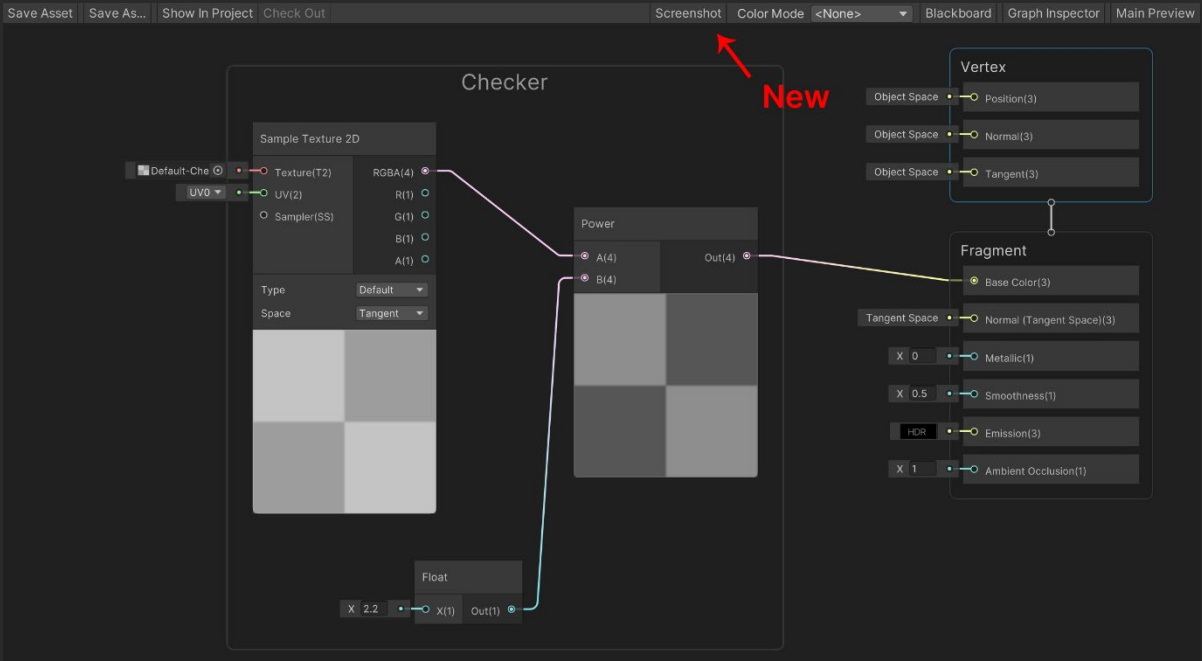 Save Asset Save As... Show In Project Check Out Screenshot Color Mode <None> Blackboard Graph Inspector Main Preview
New
Checker
Sample Texture 2D
Default-Che Texture(T2) RGBA(4)
UV0 UV(2) R(1)
Sampler(SS) G(1)
B(1)
A(1)
Type Default
Space Tangent
Power
A(4) Out(4)
B(4)
Float
X 2.2 X(1) Out(1)
Vertex
Object Space Position(3)
Object Space Normal(3)
Object Space Tangent(3)
Fragment
Base Color(3)
Tangent Space Normal (Tangent Space)(3)
X 0 Metallic(1)
X 0.5 Smoothness(1)
HDR Emission(3)
X 1 Ambient Occlusion(1)